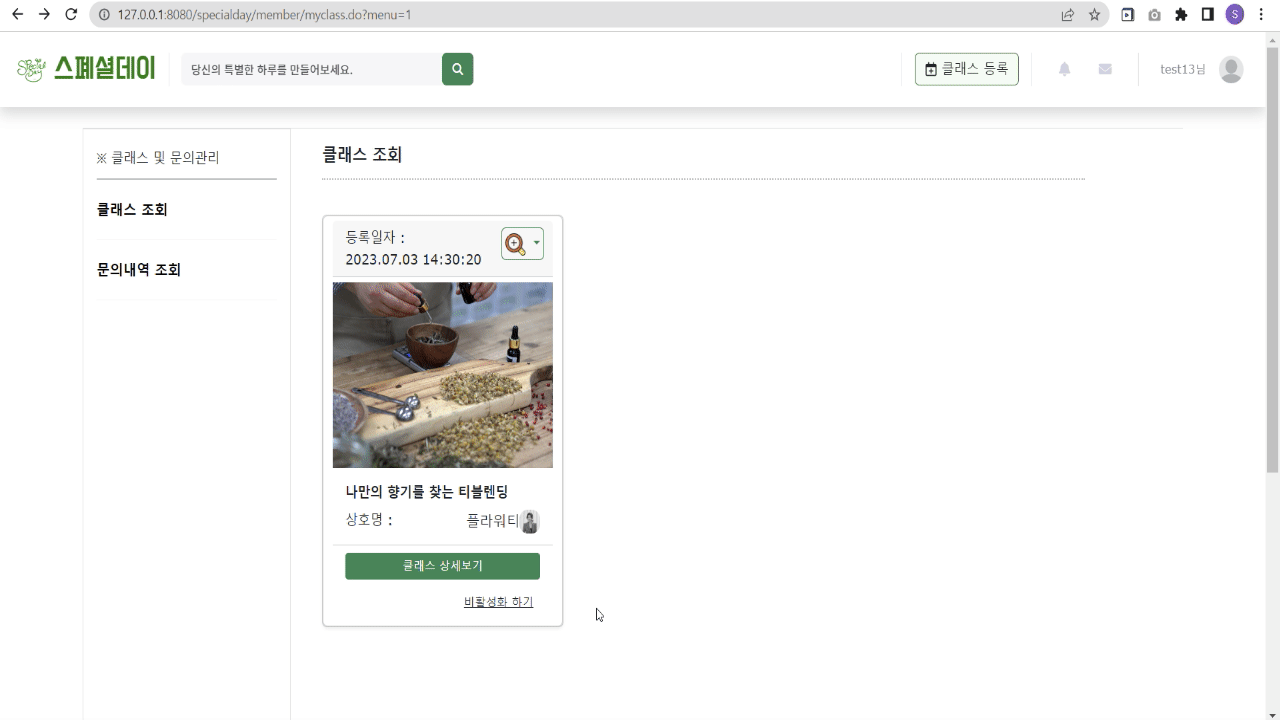 127.0.0.1:8080/specialday/member/myclass.do?menu=1
S
Special Day
스페셜데이
당신의 특별한 하루를 만들어보세요.
클래스 등록
test13님
※ 클래스 및 문의관리
클래스 조회
문의내역 조회
클래스 조회
등록일자 :
2023.07.03 14:30:20
나만의 향기를 찾는 티블렌딩
상호명 : 플라워티
클래스 상세보기
비활성화 하기